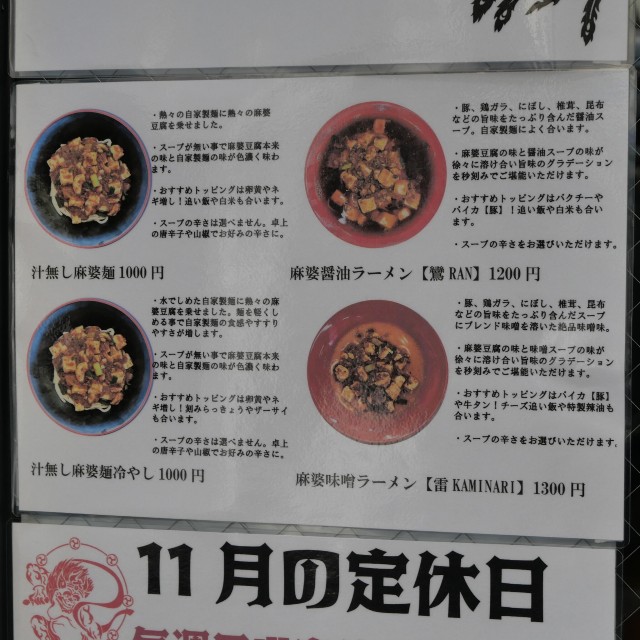 ・熱々の自家製麺に熱々の麻婆
豆腐を乗せました。
・スープが無い事で麻婆豆腐本来
の味と自家製麺の味が色濃く味わ
えます。
・おすすめトッピングは卵黄やネ
ギ増し！追い飯や白米も合います。
・スープの辛さは選べません。卓上
の唐辛子や山椒でお好みの辛さに。
汁無し麻婆麺1000円
・豚、鶏ガラ、にぼし、椎茸、昆布
などの旨味をたっぷり含んだ醤油
スープ。自家製麺によく合います。
・麻婆豆腐の味と醤油スープの味が
徐々に溶け合い旨味のグラデーション
を秒刻みでご堪能いただけます。
・おすすめトッピングはパクチーや
パイカ【豚】！追い飯や白米も合い
ます。
・スープの辛さをお選びいただけます。
麻婆醤油ラーメン【鸞RAN】1200円
・水でしめた自家製麺に熱々の麻
婆豆腐を乗せました。麺を軽くし
める事で自家製麺の食感やすすり
やすさが増します。
・スープが無い事で麻婆豆腐本来
の味と自家製麺の味が色濃く味わ
えます。
・おすすめトッピングは卵黄やネ
ギ増し！刻みらっきょうやザーサイ
も合います。
・スープの辛さは選べません。卓上
の唐辛子や山椒でお好みの辛さに。
汁無し麻婆麺冷やし1000円
・豚、鶏ガラ、にぼし、椎茸、昆布
などの旨味をたっぷり含んだスープ
にブレンド味噌を溶いた絶品味噌味。
・麻婆豆腐の味と味噌スープの味が
徐々に溶け合い旨味のグラデーション
を秒刻みでご堪能いただけます。
・おすすめトッピングはパイカ【豚】
や牛タン！チーズ追い飯や特製辣油も
合います。
・スープの辛さをお選びいただけます。
麻婆味噌ラーメン【雷KAMINARI】1300円
11月の定休日